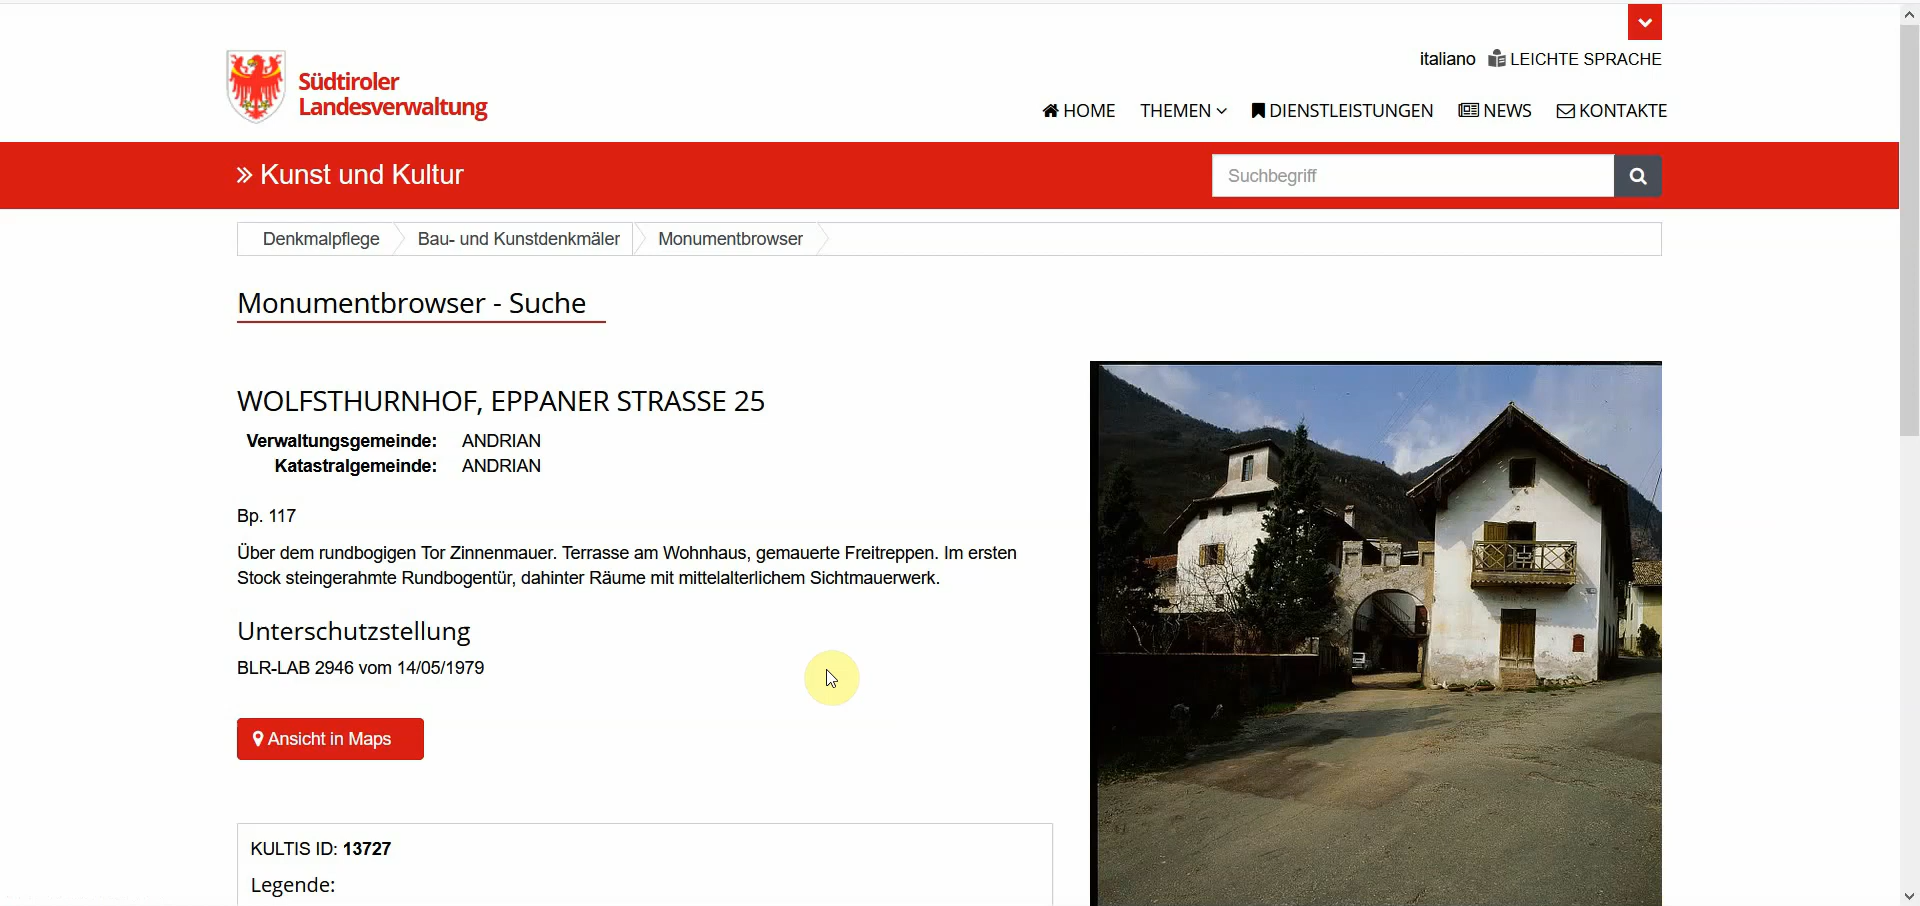 italiano LEICHTE SPRACHE
Südtiroler
Landesverwaltung
HOME THEMEN DIENSTLEISTUNGEN NEWS KONTAKTE
» Kunst und Kultur
Suchbegriff
Denkmalpflege Bau- und Kunstdenkmäler Monumentbrowser
Monumentbrowser - Suche
WOLFSTHURNHOF, EPPANER STRASSE 25
Verwaltungsgemeinde: ANDRIAN
Katastralgemeinde: ANDRIAN
Bp. 117
Über dem rundbogigen Tor Zinnenmauer. Terrasse am Wohnhaus, gemauerte Freitreppen. Im ersten
Stock steingerahmte Rundbogentür, dahinter Räume mit mittelalterlichem Sichtmauerwerk.
Unterschutzstellung
BLR-LAB 2946 vom 14/05/1979
Ansicht in Maps
KULTIS ID: 13727
Legende: